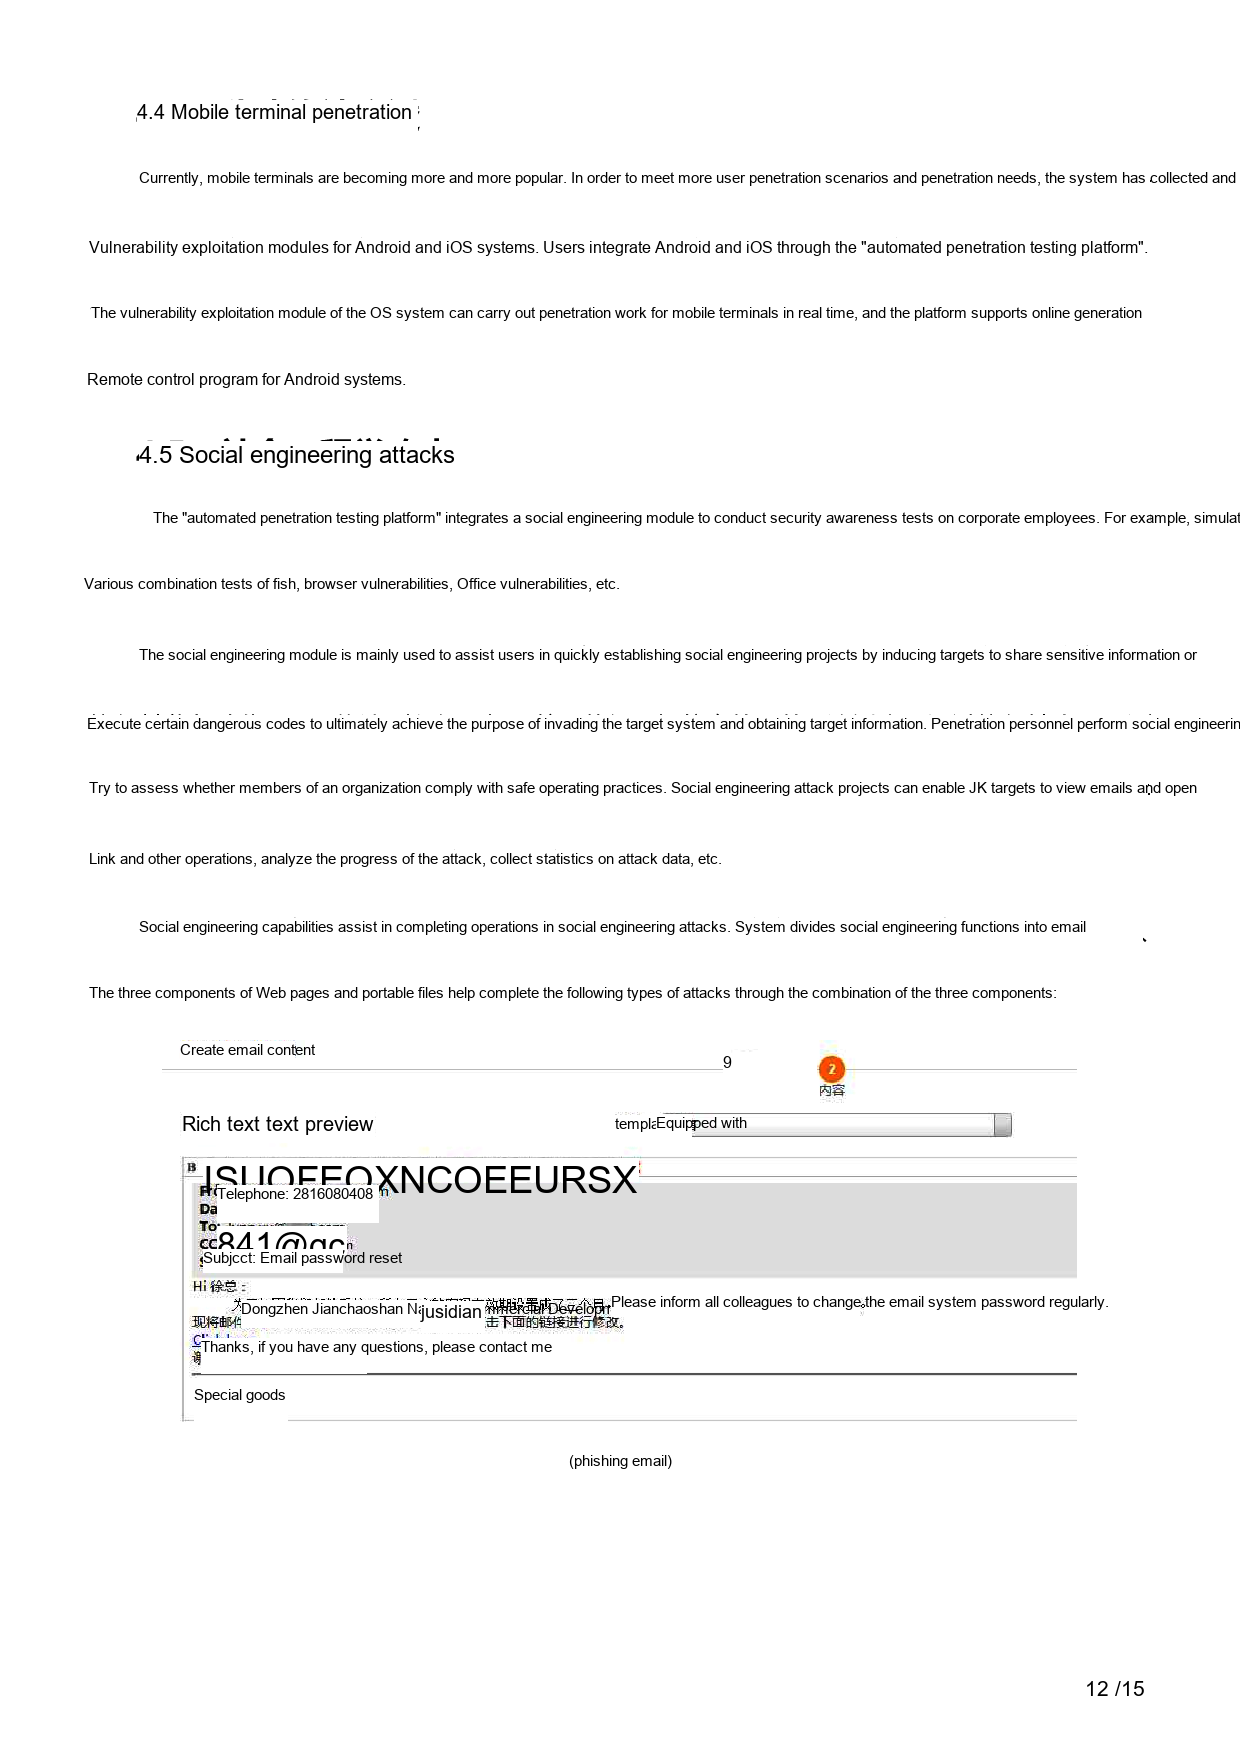 4.4 Mobile terminal penetration
Currently, mobile terminals are becoming more and more popular. In order to meet more user penetration scenarios and penetration needs, the system has collected and
Vulnerability exploitation modules for Android and iOS systems. Users integrate Android and iOS through the "automated penetration testing platform".
The vulnerability exploitation module of the OS system can carry out penetration work for mobile terminals in real time, and the platform supports online generation
Remote control program for Android systems.
4.5 Social engineering attacks
The "automated penetration testing platform" integrates a social engineering module to conduct security awareness tests on corporate employees. For example, simulat
Various combination tests of fish, browser vulnerabilities, Office vulnerabilities, etc.
The social engineering module is mainly used to assist users in quickly establishing social engineering projects by inducing targets to share sensitive information or
Execute certain dangerous codes to ultimately achieve the purpose of invading the target system and obtaining target information. Penetration personnel perform social engineerin
Try to assess whether members of an organization comply with safe operating practices. Social engineering attack projects can enable JK targets to view emails and open
Link and other operations, analyze the progress of the attack, collect statistics on attack data, etc.
Social engineering capabilities assist in completing operations in social engineering attacks. System divides social engineering functions into email
The three components of Web pages and portable files help complete the following types of attacks through the combination of the three components:
Create email content
9
2
内容
Rich text text preview
templa Equipped with
B
JSUOFEOXNCOEEURSX
Telephone: 2816080408
Da
To
841@qc
Subjcct: Email password reset
Hi 徐总：
Dongzhen Jianchaoshan Na jusidian mmercial Developm Please inform all colleagues to change the email system password regularly.
现将邮件 击下面的链接进行修改。
Thanks, if you have any questions, please contact me
Special goods
(phishing email)
12 /15